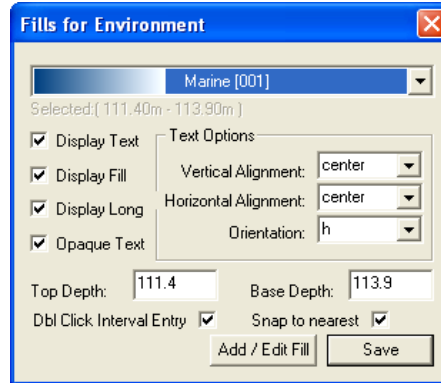 Fills for Environment
Marine [001]
Selected:( 111.40m - 113.90m )
Display Text
Display Fill
Display Long
Opaque Text
Text Options
Vertical Alignment: center
Horizontal Alignment: center
Orientation: h
Top Depth: 111.4 Base Depth: 113.9
Dbl Click Interval Entry Snap to nearest
Add / Edit Fill Save